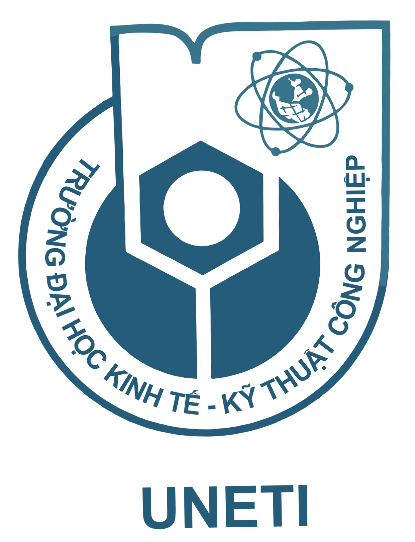 TRƯỜNG ĐẠI HỌC KINH TẾ - KỸ THUẬT CÔNG NGHIỆP
UNETI